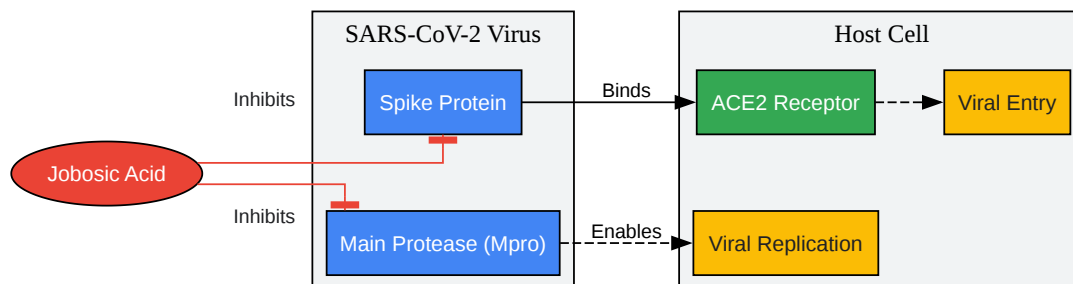 SARS-CoV-2 Virus
Host Cell
Inhibits
Spike Protein
Binds
ACE2 Receptor
Viral Entry
Jobosic Acid
Inhibits
Main Protease (Mpro)
Enables
Viral Replication